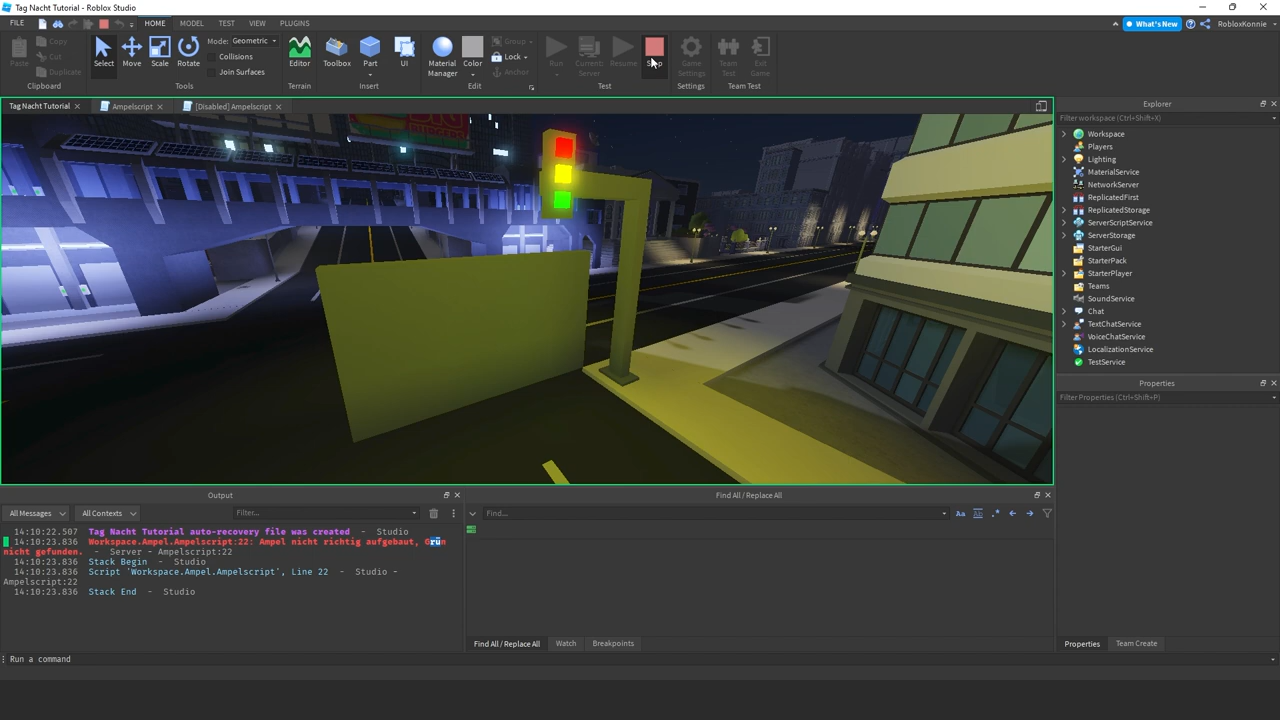 Tag Nacht Tutorial - Roblox Studio
FILE HOME MODEL TEST VIEW PLUGINS What's New RobloxKonnie
Paste Copy Cut Duplicate Select Move Scale Rotate Mode: Geometric Collisions Join Surfaces Editor Toolbox Part UI Material Manager Color Group Lock Anchor Run Current: Server Resume Stop Game Settings Team Test Exit Game
Clipboard Tools Terrain Insert Edit Test Settings Team Test
Tag Nacht Tutorial Ampelscript [Disabled] Ampelscript
Explorer
Filter workspace (Ctrl+Shift+X)
Workspace
Players
Lighting
MaterialService
NetworkServer
ReplicatedFirst
ReplicatedStorage
ServerScriptService
ServerStorage
StarterGui
StarterPack
StarterPlayer
Teams
SoundService
Chat
TextChatService
VoiceChatService
LocalizationService
TestService
Properties
Filter Properties (Ctrl+Shift+P)
Output
All Messages All Contexts Filter...
14:10:22.507 Tag Nacht Tutorial auto-recovery file was created - Studio
14:10:23.836 Workspace.Ampel.Ampelscript:22: Ampel nicht richtig aufgebaut, Grün
nicht gefunden. - Server - Ampelscript:22
14:10:23.836 Stack Begin - Studio
14:10:23.836 Script 'Workspace.Ampel.Ampelscript', Line 22 - Studio -
Ampelscript:22
14:10:23.836 Stack End - Studio
Find All / Replace All
Find...
Aa
Find All / Replace All Watch Breakpoints
Properties Team Create
Run a command